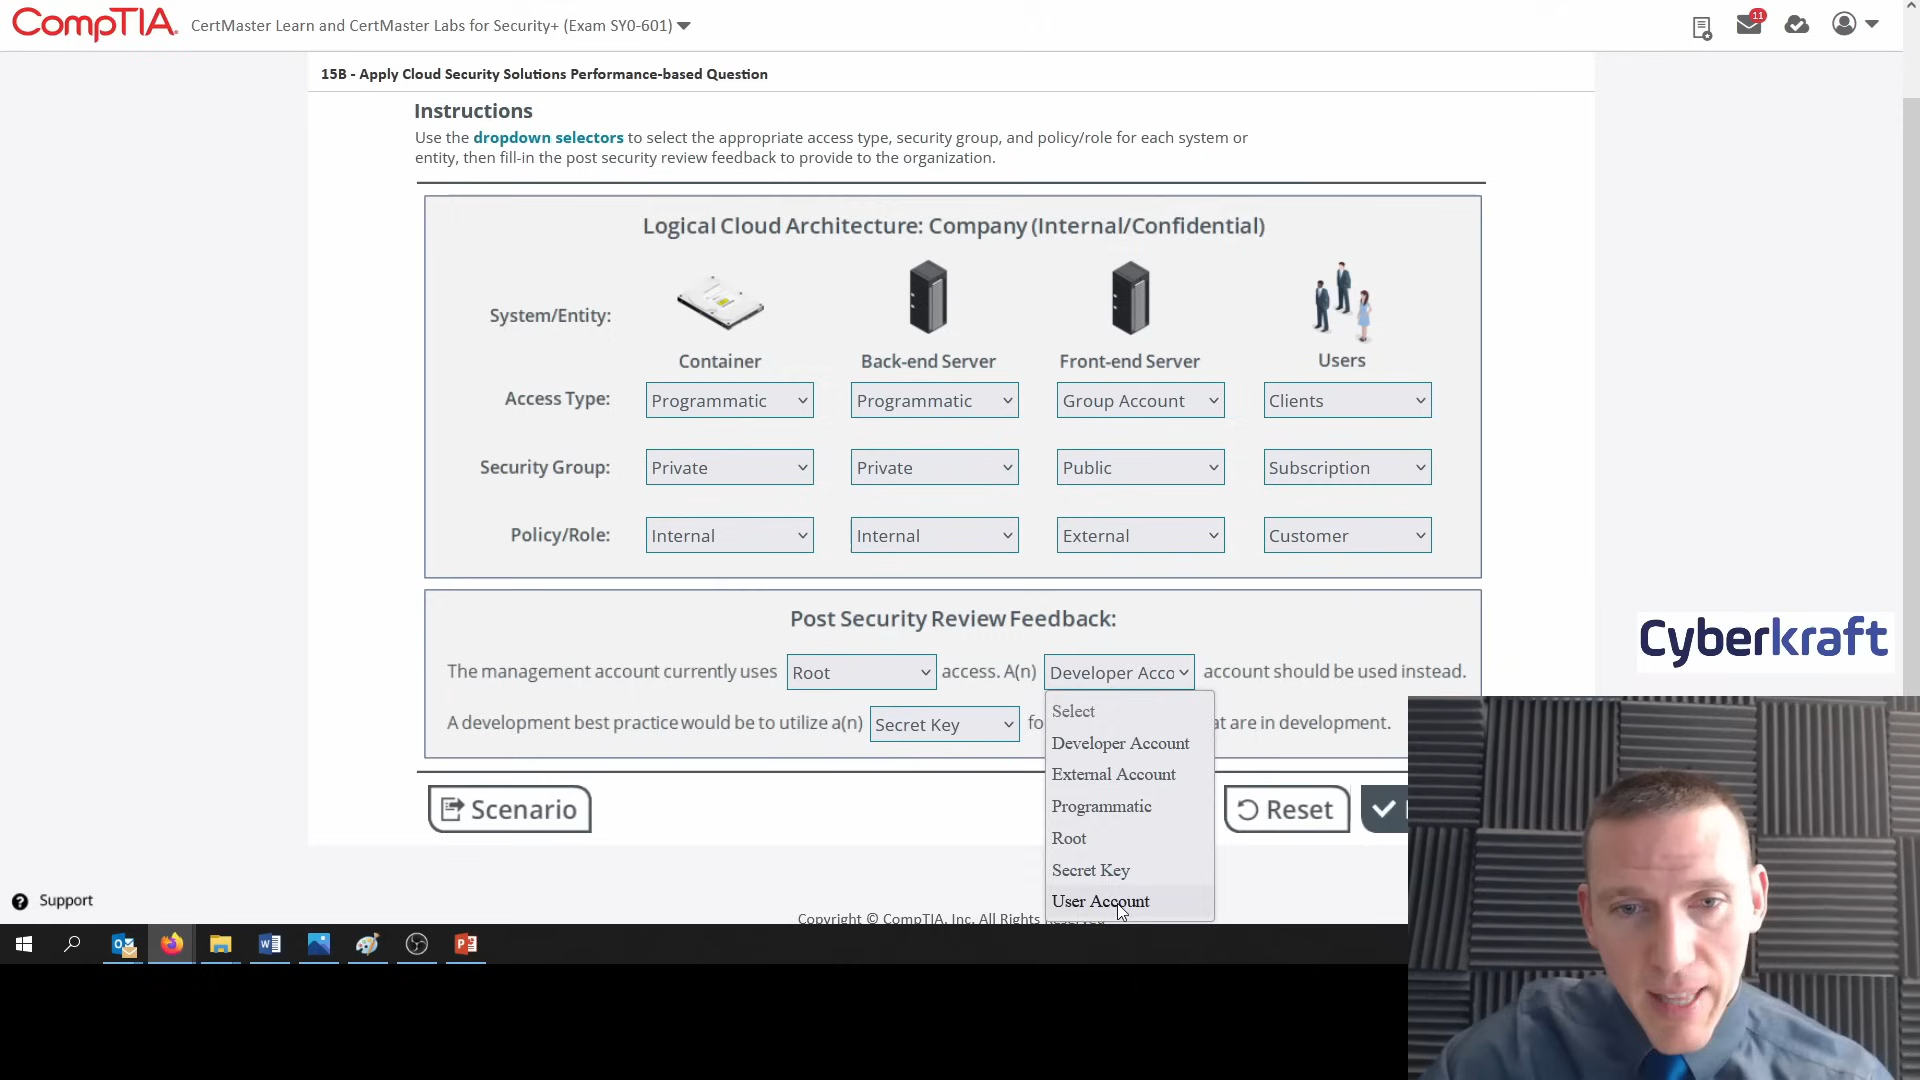 CompTIA.
CertMaster Learn and CertMaster Labs for Security+ (Exam SY0-601)
11
15B - Apply Cloud Security Solutions Performance-based Question
Instructions
Use the dropdown selectors to select the appropriate access type, security group, and policy/role for each system or
entity, then fill-in the post security review feedback to provide to the organization.
Logical Cloud Architecture: Company (Internal/Confidential)
System/Entity:
Container Back-end Server Front-end Server Users
Access Type: Programmatic Programmatic Group Account Clients
Security Group: Private Private Public Subscription
Policy/Role: Internal Internal External Customer
Cyberkraft
Post Security Review Feedback:
The management account currently uses Root access. A(n) Developer Acco account should be used instead.
A development best practice would be to utilize a(n) Secret Key fo at are in development.
Select
Developer Account
External Account
Programmatic
Root
Secret Key
User Account
Scenario Reset
Support
Copyright © CompTIA, Inc. All Rights